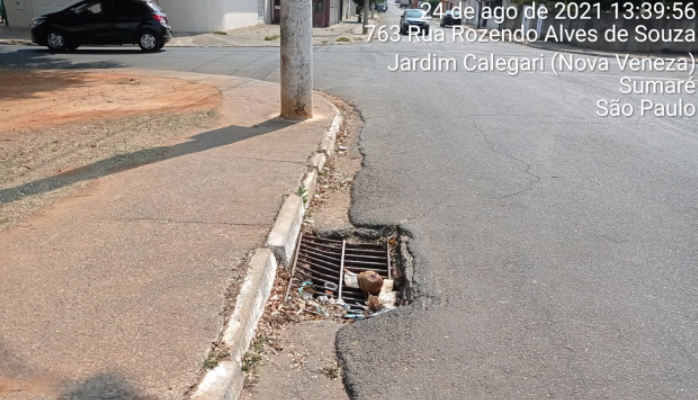 24 de ago de 2021 13:39:56
763 Rua Rozendo Alves de Souza
Jardim Calegari (Nova Veneza)
Sumaré
São Paulo